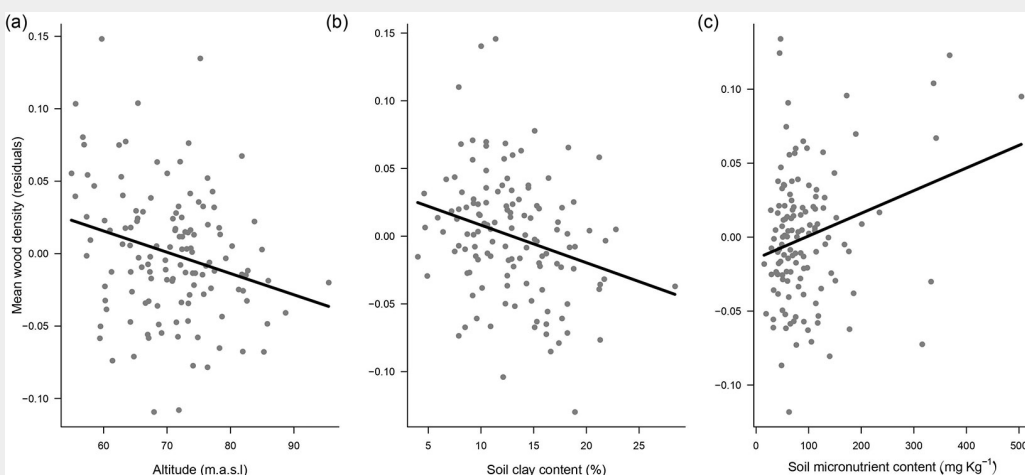 (a)
(b)
(c)
Mean wood density (residuals)
0.15
0.10
0.05
0.00
−0.05
−0.10
60 70 80 90
Altitude (m.a.s.l)
0.15
0.10
0.05
0.00
−0.05
−0.10
5 10 15 20 25
Soil clay content (%)
0.10
0.05
0.00
−0.05
−0.10
0 100 200 300 400 500
Soil micronutrient content (mg Kg⁻¹)